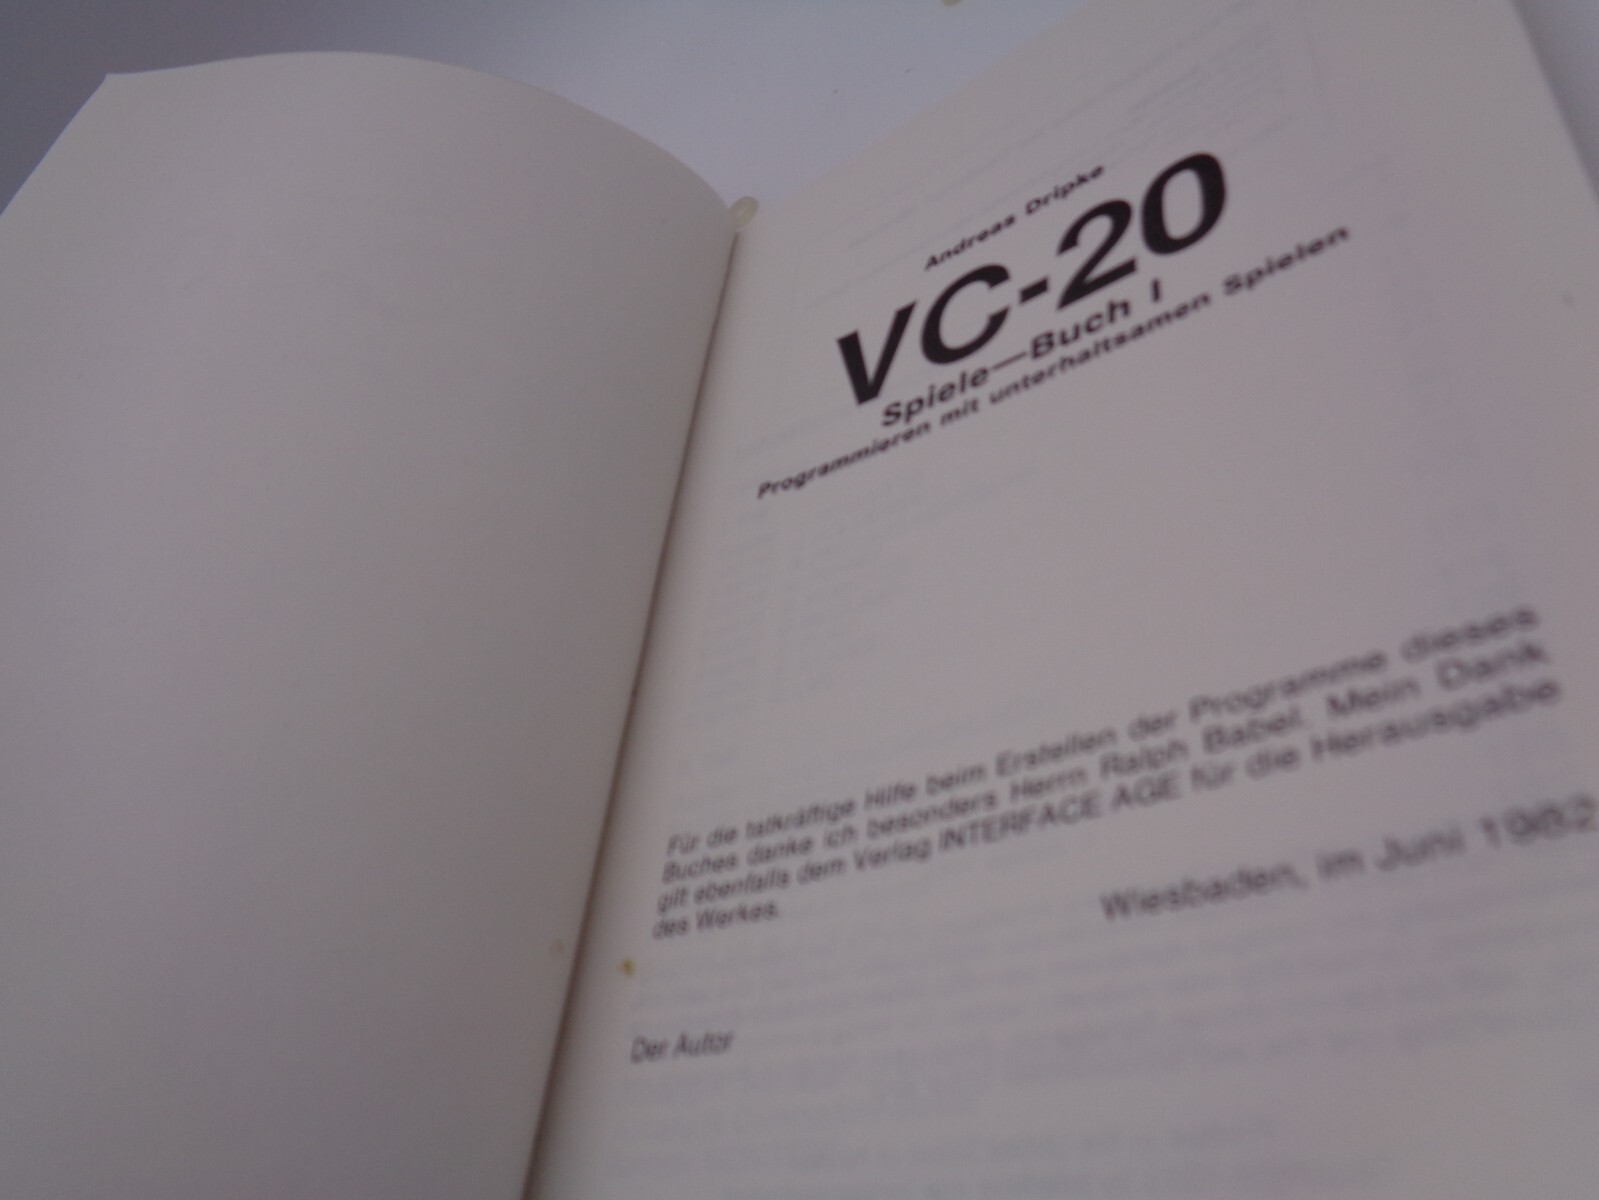 Andreas Dripke
VC-20
Spiele—Buch I
Programmieren mit unterhaltsamen Spielen
Für die tatkräftige Hilfe beim Erstellen der Programme dieses
Buches danke ich besonders Herrn Ralph Babel. Mein Dank
gilt ebenfalls dem Verlag INTERFACE AGE für die Herausgabe
des Werkes.
Wiesbaden, im Juni 1982
Der Autor